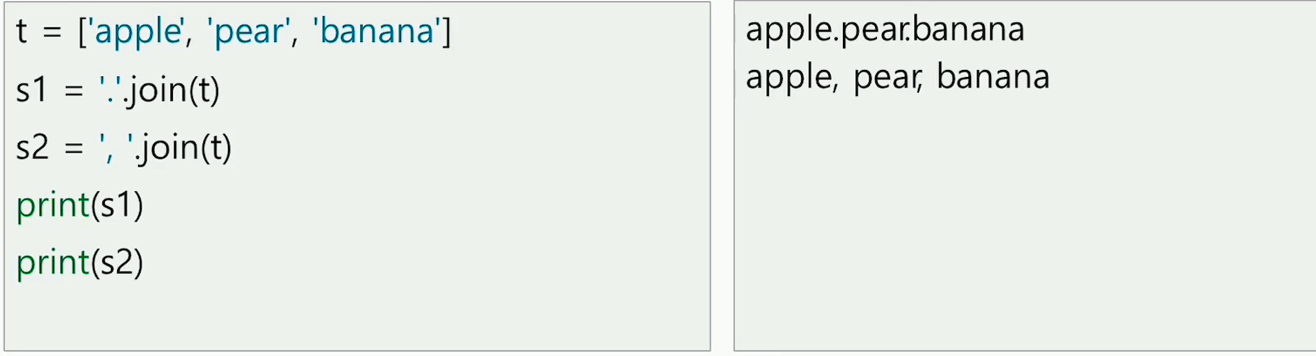 t = ['apple', 'pear', 'banana']
s1 = '.'.join(t)
s2 = ', '.join(t)
print(s1)
print(s2)
apple.pear.banana
apple, pear, banana